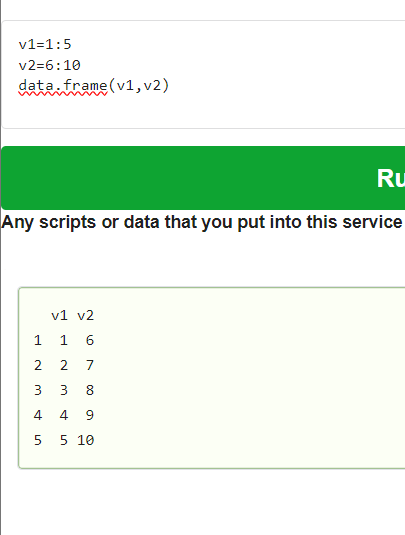 v1=1:5
v2=6:10
data.frame(v1,v2)
Any scripts or data that you put into this service
v1 v2
1 1 6
2 2 7
3 3 8
4 4 9
5 5 10